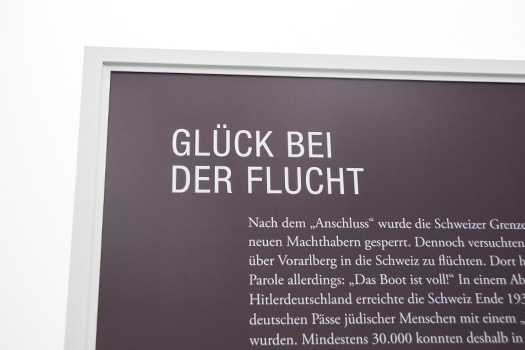 GLÜCK BEI
DER FLUCHT
Nach dem „Anschluss“ wurde die Schweizer Grenze
neuen Machthabern gesperrt. Dennoch versuchten
über Vorarlberg in die Schweiz zu flüchten. Dort h
Parole allerdings: „Das Boot ist voll!“ In einem Ab
Hitlerdeutschland erreichte die Schweiz Ende 193
deutschen Pässe jüdischer Menschen mit einem „
wurden. Mindestens 30.000 konnten deshalb in